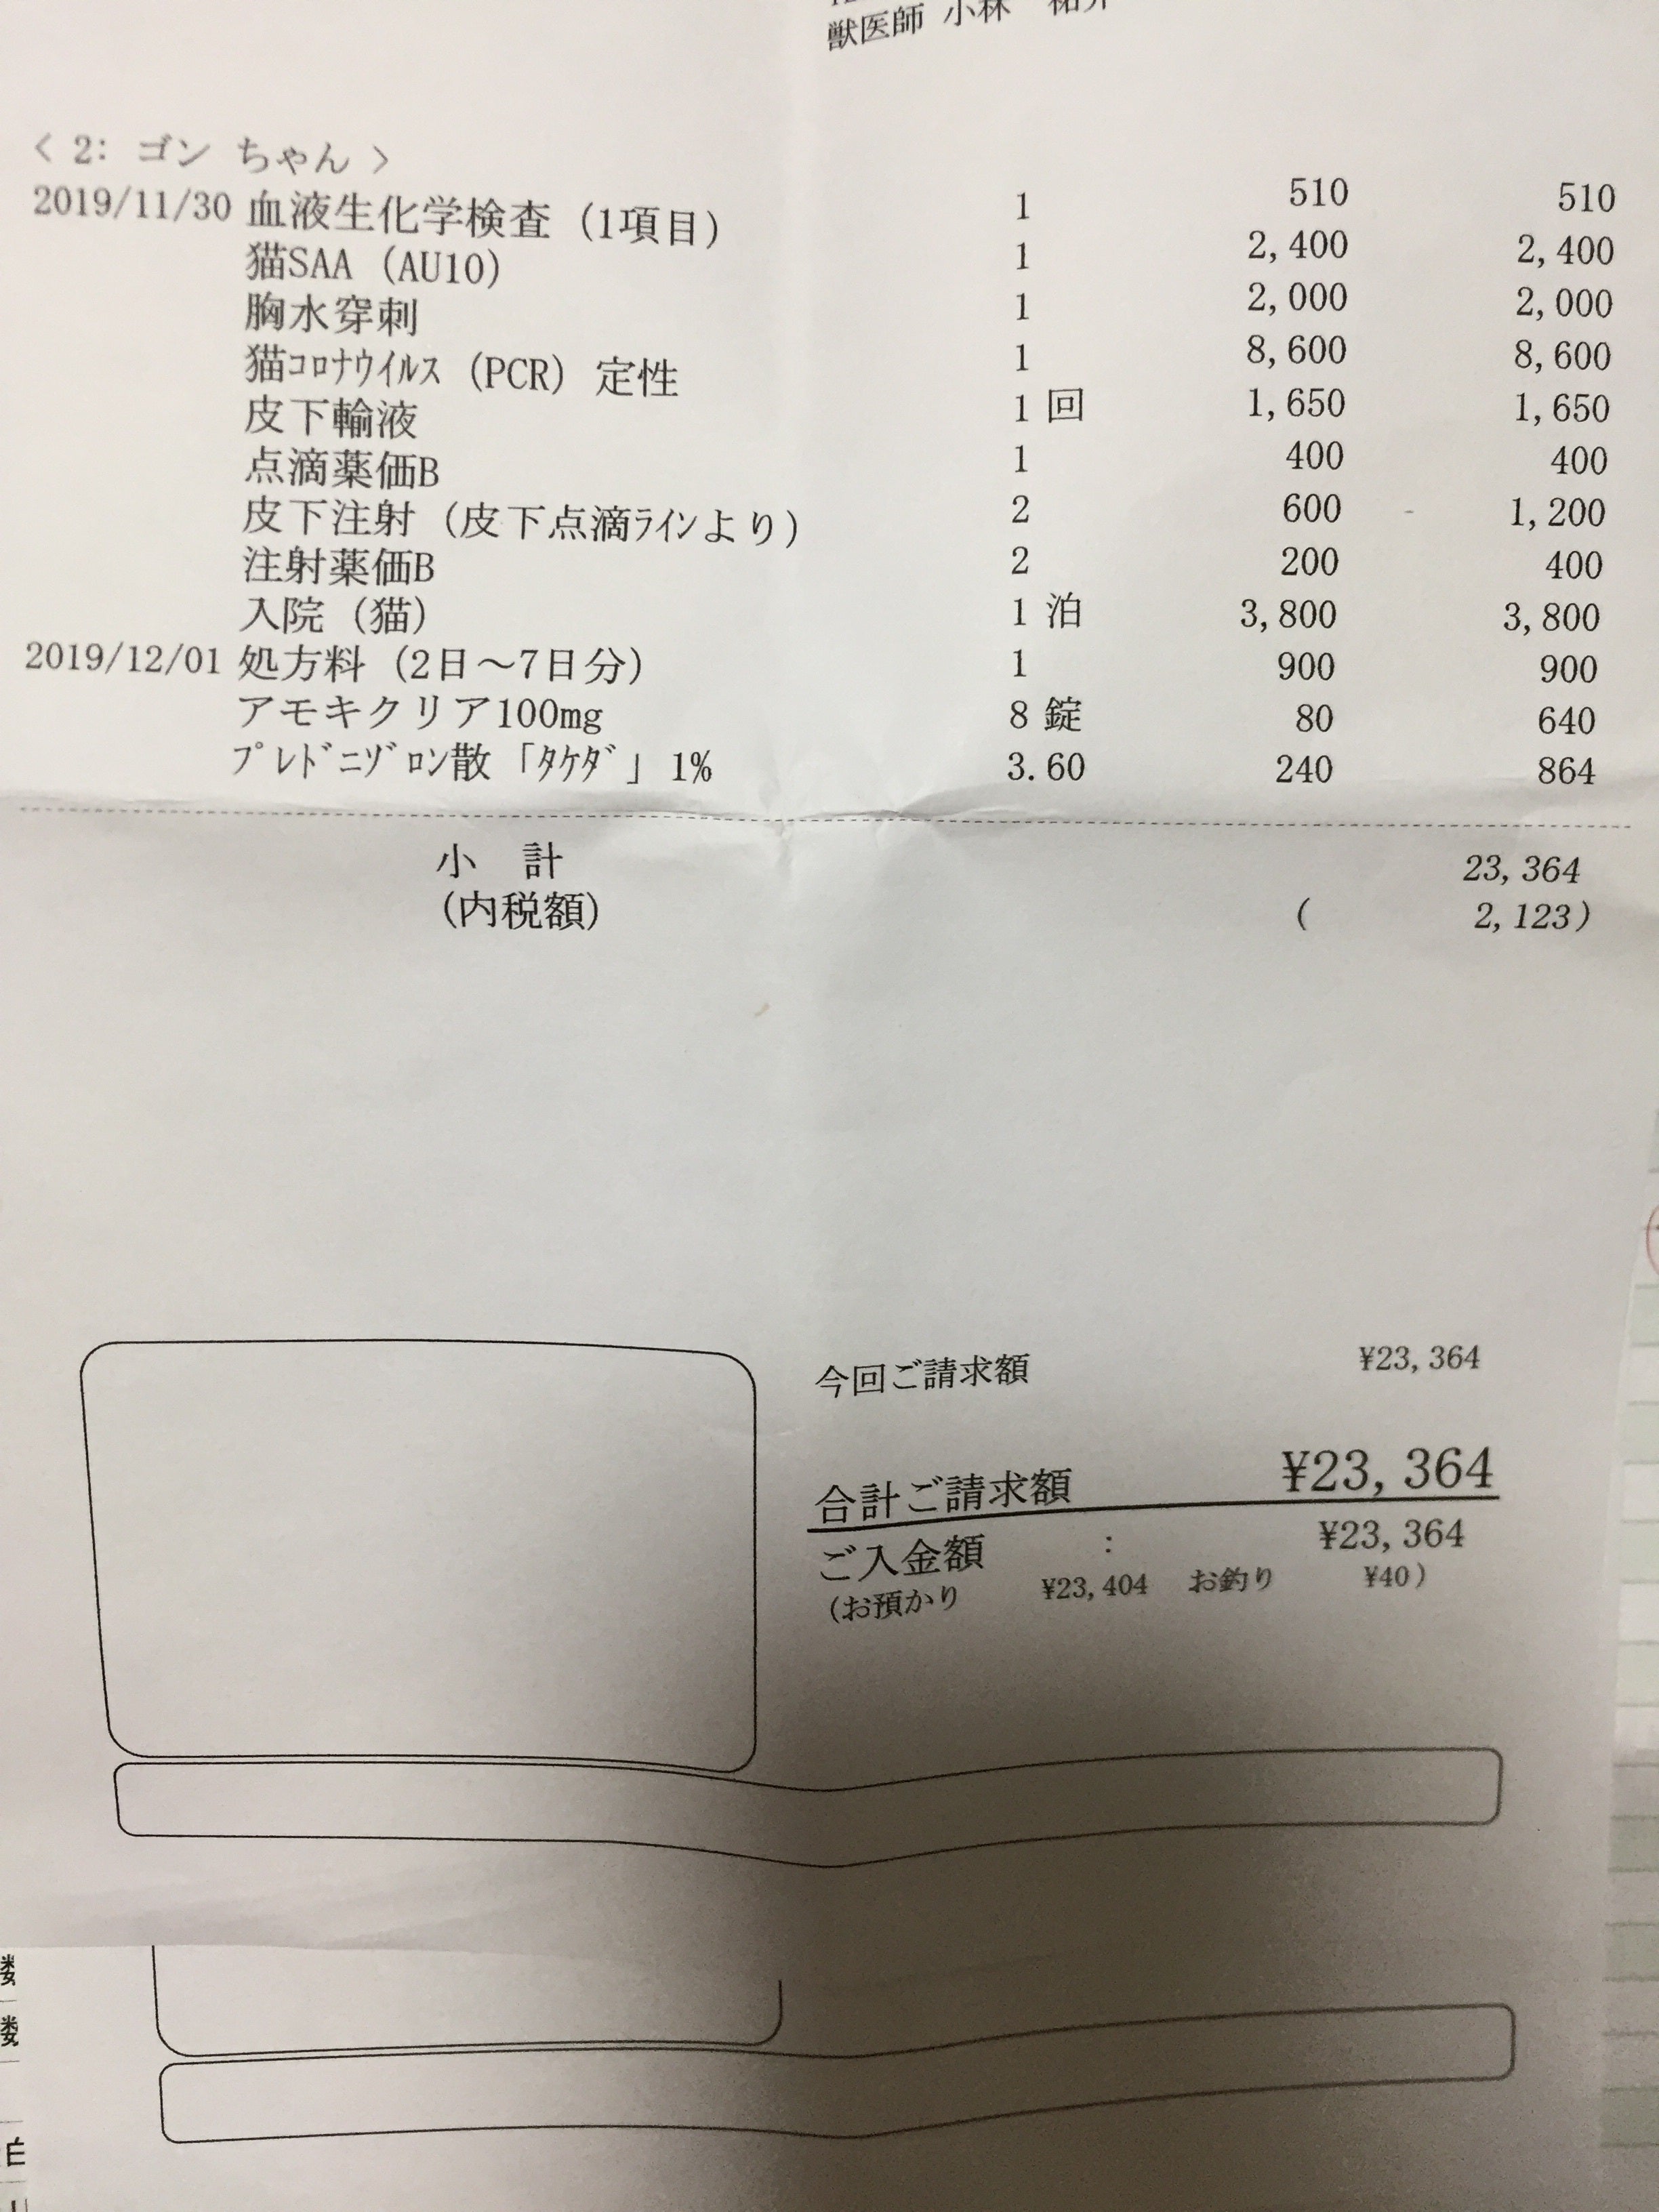 獣医師 小林
< 2: ゴン ちゃん >
2019/11/30 血液生化学検査 (1項目) 1 510 510
猫SAA (AU10) 1 2,400 2,400
胸水穿刺 1 2,000 2,000
猫ｺﾛﾅｳｲﾙｽ (PCR) 定性 1 8,600 8,600
皮下輸液 1 回 1,650 1,650
点滴薬価B 1 400 400
皮下注射 (皮下点滴ﾗｲﾝより) 2 600 1,200
注射薬価B 2 200 400
入院 (猫) 1 泊 3,800 3,800
2019/12/01 処方料 (2日～7日分) 1 900 900
アモキクリア100mg 8 錠 80 640
ﾌﾟﾚﾄﾞﾆｿﾞﾛﾝ散「ﾀｹﾀﾞ」1% 3.60 240 864
小 計 23,364
(内税額) ( 2,123)
今回ご請求額 ¥23,364
合計ご請求額 ¥23,364
ご入金額 : ¥23,364
(お預かり ¥23,404 お釣り ¥40)